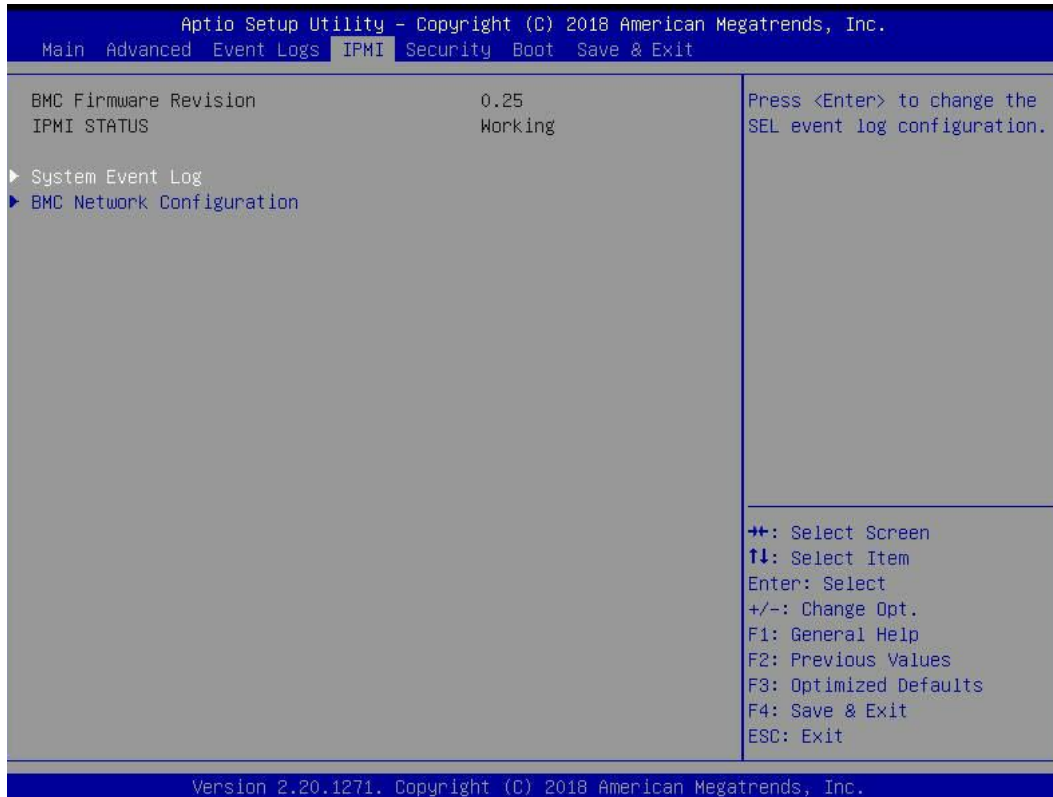 Aptio Setup Utility – Copyright (C) 2018 American Megatrends, Inc.
Main Advanced Event Logs IPMI Security Boot Save & Exit
BMC Firmware Revision 0.25
IPMI STATUS Working
▶ System Event Log
▶ BMC Network Configuration
Press <Enter> to change the
SEL event log configuration.
→←: Select Screen
↑↓: Select Item
Enter: Select
+/-: Change Opt.
F1: General Help
F2: Previous Values
F3: Optimized Defaults
F4: Save & Exit
ESC: Exit
Version 2.20.1271. Copyright (C) 2018 American Megatrends, Inc.